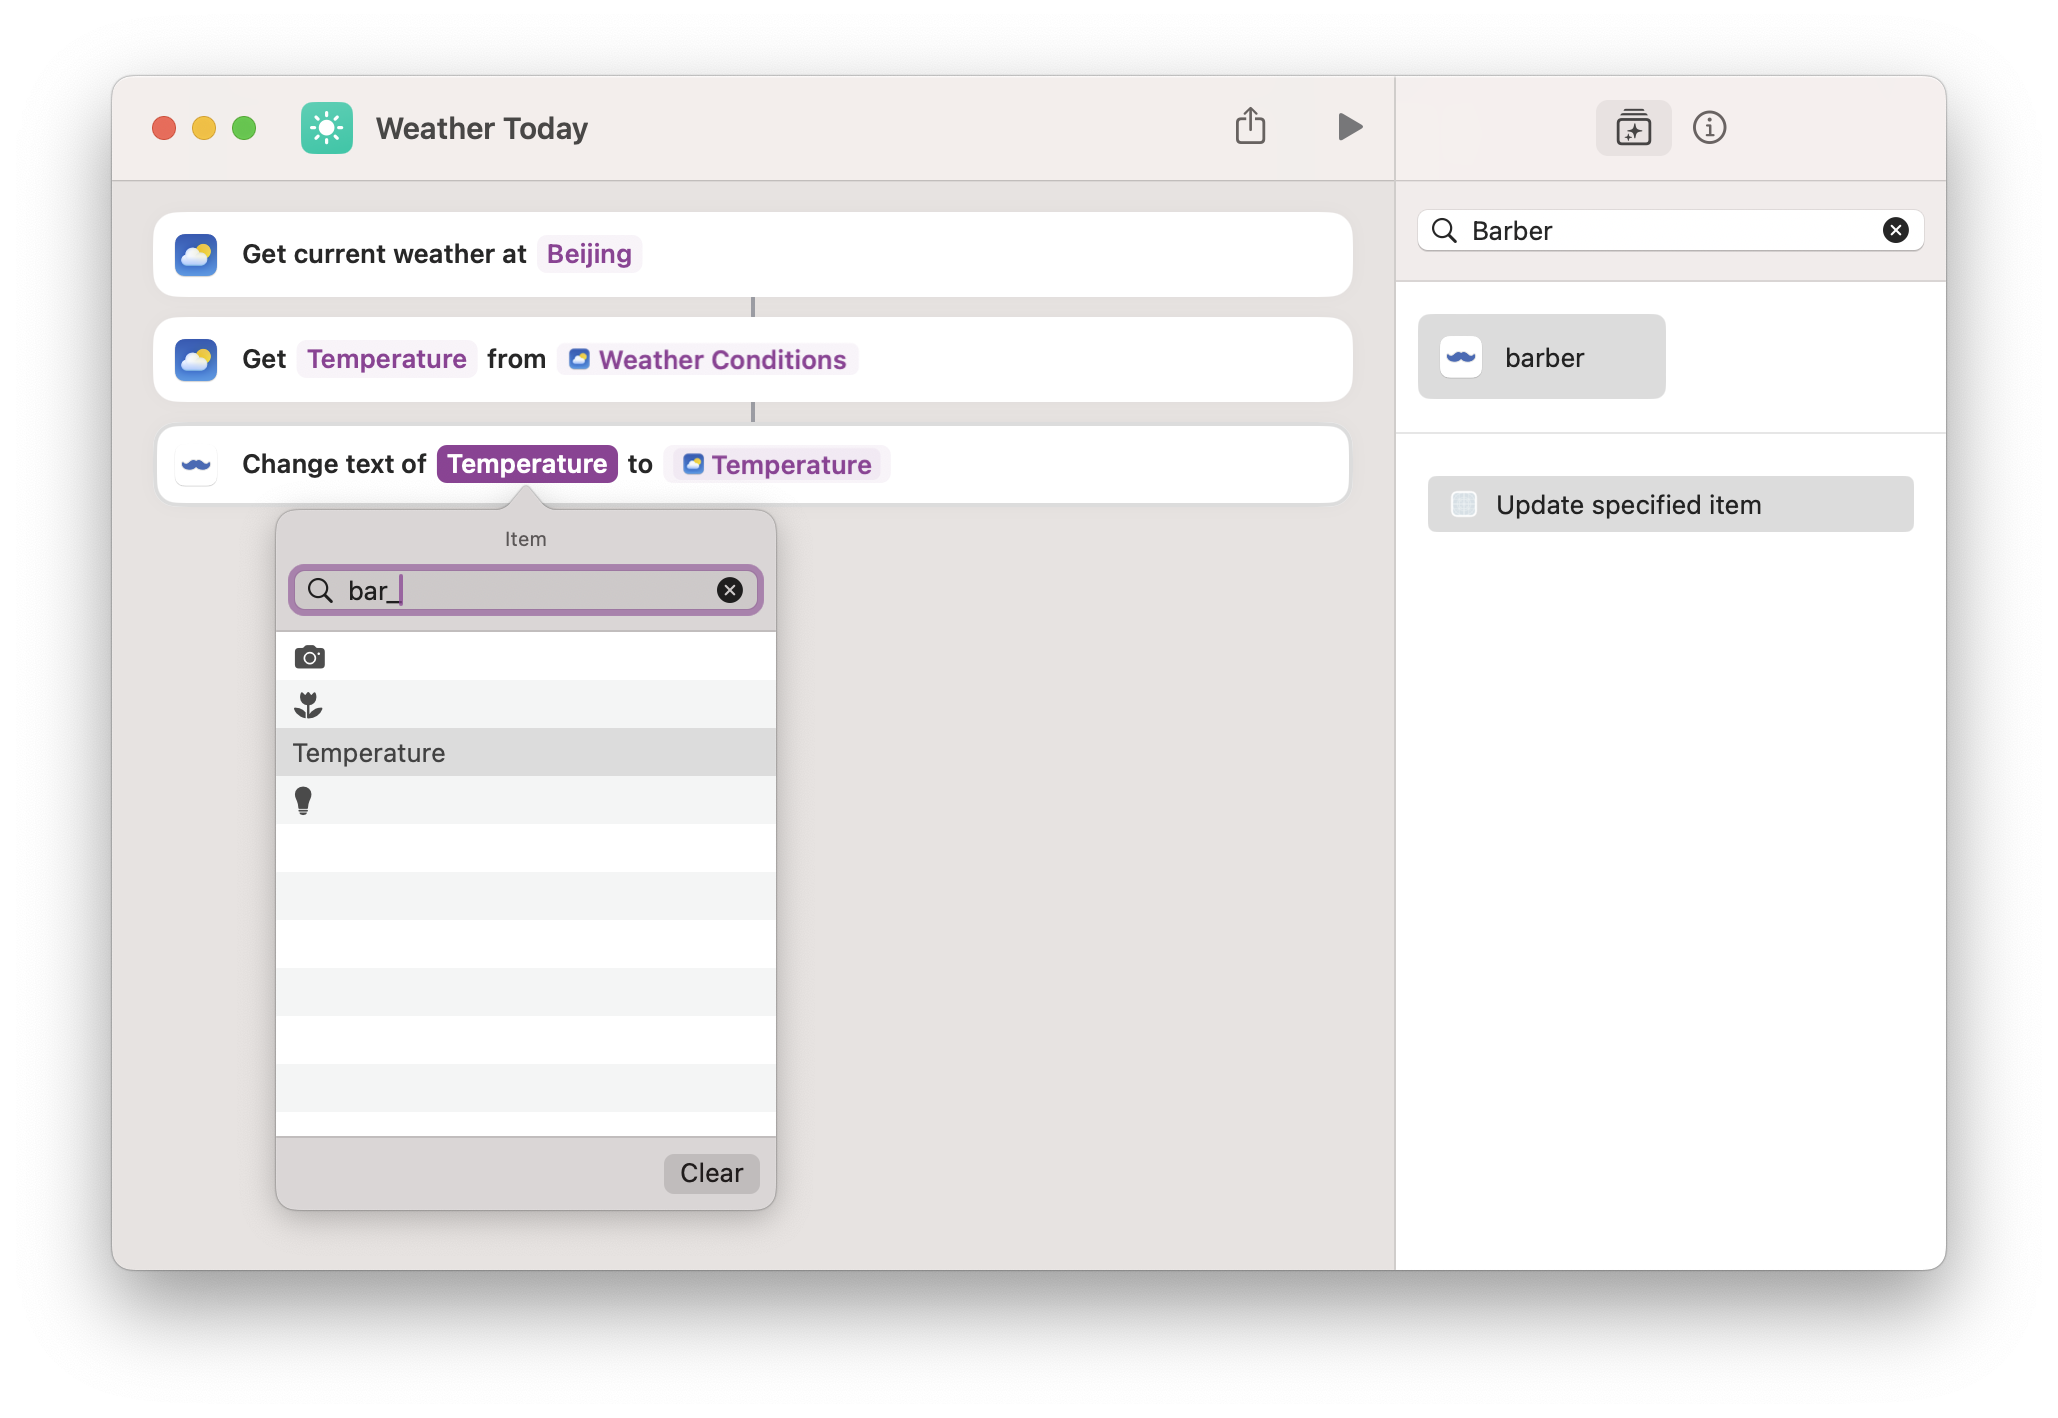 Weather Today
Get current weather at Beijing
Get Temperature from Weather Conditions
Change text of Temperature to Temperature
Item
bar_
Temperature
Clear
Barber
barber
Update specified item